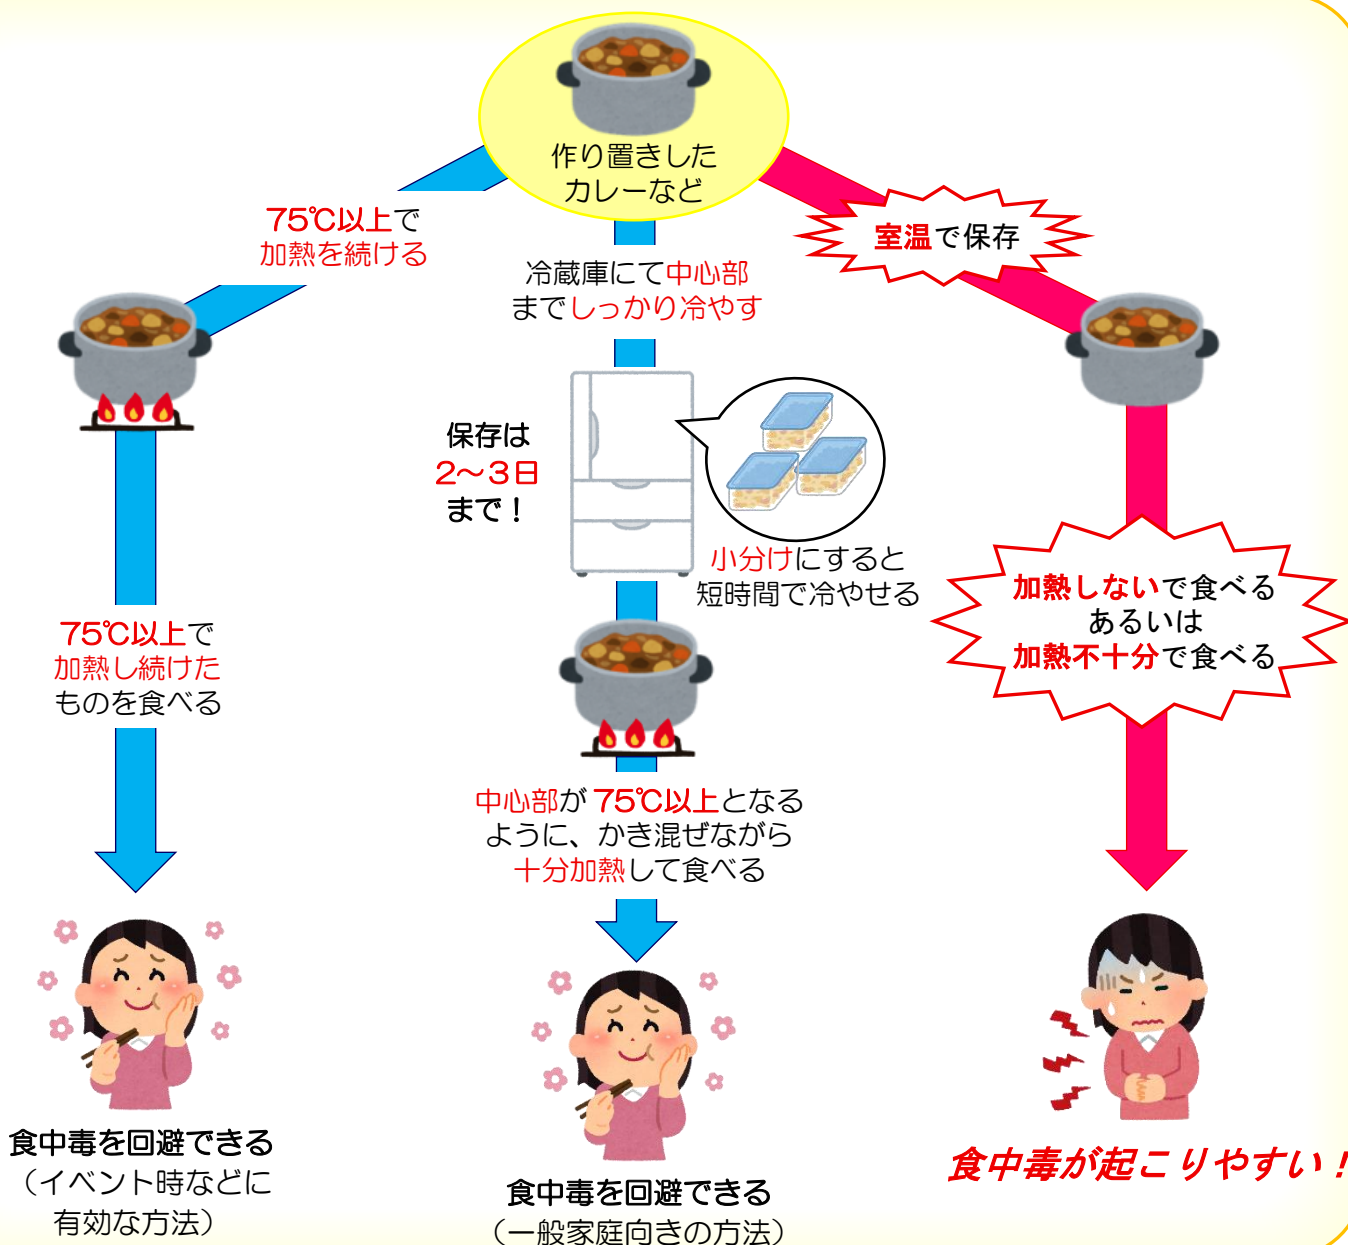 作り置きした
カレーなど
75℃以上で
加熱を続ける
75℃以上で
加熱し続けた
ものを食べる
食中毒を回避できる
（イベント時などに
有効な方法）
冷蔵庫にて中心部
までしっかり冷やす
保存は
2～3日
まで！
小分けにすると
短時間で冷やせる
中心部が75℃以上となる
ように、かき混ぜながら
十分加熱して食べる
食中毒を回避できる
（一般家庭向きの方法）
室温で保存
加熱しないで食べる
あるいは
加熱不十分で食べる
食中毒が起こりやすい！